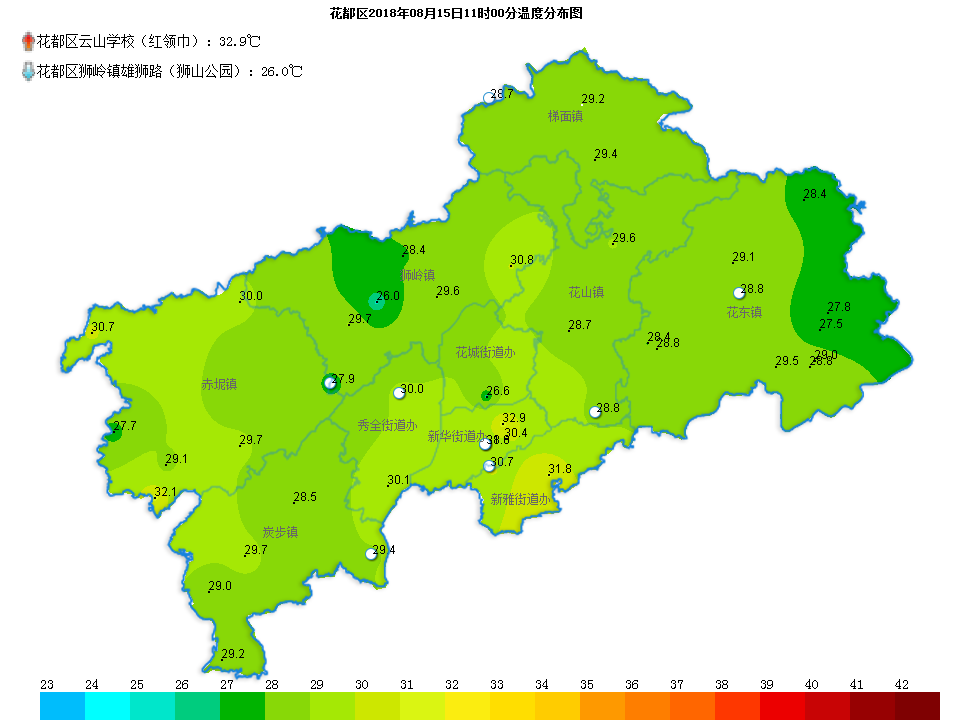 花都区2018年08月15日11时00分温度分布图
花都区云山学校（红领巾）：32.9℃
花都区狮岭镇雄狮路（狮山公园）：26.0℃
28.7
29.2
梯面镇
29.4
28.4
29.6
28.4
29.1
30.8
狮岭镇
28.8
30.0
26.0
29.6
花山镇
27.8
29.7
花东镇
30.7
28.7
27.5
28.4
28.8
花城街道办
29.0
29.5
28.8
27.9
赤坭镇
30.0
26.6
28.8
32.9
27.7
秀全街道办
30.4
新华街道办
29.7
29.1
30.7
31.8
30.1
32.1
28.5
新雅街道办
炭步镇
29.7
29.4
29.0
29.2
23 24 25 26 27 28 29 30 31 32 33 34 35 36 37 38 39 40 41 42